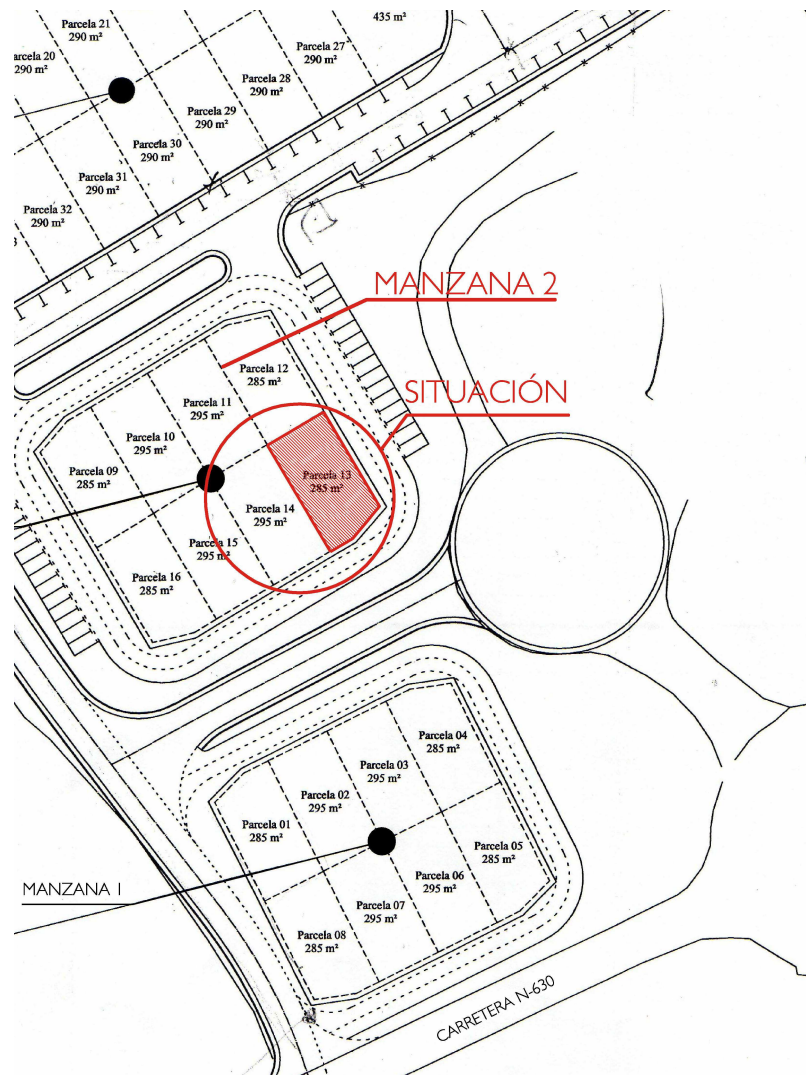 435 m²
Parcela 21
290 m²
Parcela 27
290 m²
arcela 20
290 m²
Parcela 28
290 m²
Parcela 29
290 m²
Parcela 30
290 m²
Parcela 31
290 m²
Parcela 32
290 m²
3
MANZANA 2
SITUACIÓN
Parcela 12
285 m²
Parcela 11
295 m²
Parcela 10
295 m²
Parcela 09
285 m²
Parcela 13
285 m²
Parcela 14
295 m²
Parcela 15
295 m²
Parcela 16
285 m²
Parcela 04
285 m²
Parcela 03
295 m²
Parcela 02
295 m²
Parcela 01
285 m²
Parcela 05
285 m²
Parcela 06
295 m²
Parcela 07
295 m²
Parcela 08
285 m²
MANZANA I
CARRETERA N-630